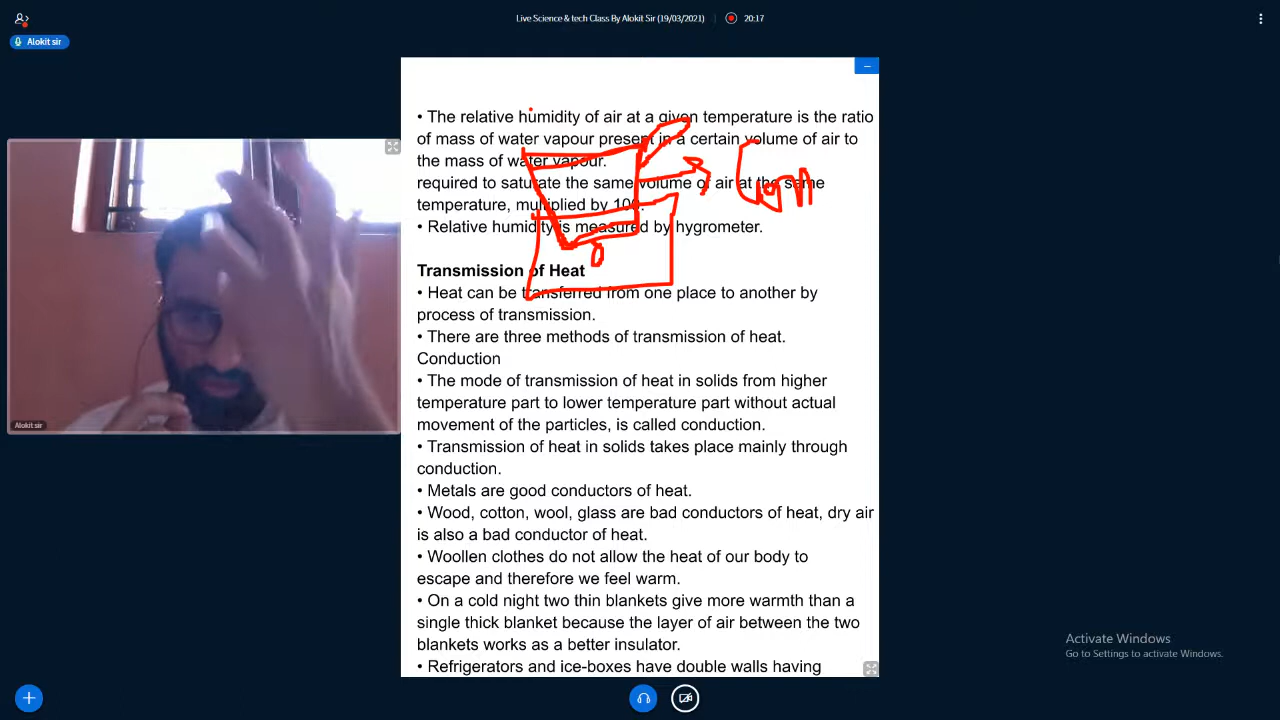 Live Science & tech Class By Alokit Sir (19/03/2021)
20:17
Alokit sir
• The relative humidity of air at a given temperature is the ratio
of mass of water vapour present in a certain volume of air to
the mass of water vapour.
required to saturate the same volume of air at the same
temperature, multiplied by 100.
• Relative humidity is measured by hygrometer.
Transmission of Heat
• Heat can be transferred from one place to another by
process of transmission.
• There are three methods of transmission of heat.
Conduction
• The mode of transmission of heat in solids from higher
temperature part to lower temperature part without actual
movement of the particles, is called conduction.
• Transmission of heat in solids takes place mainly through
conduction.
• Metals are good conductors of heat.
• Wood, cotton, wool, glass are bad conductors of heat, dry air
is also a bad conductor of heat.
• Woollen clothes do not allow the heat of our body to
escape and therefore we feel warm.
• On a cold night two thin blankets give more warmth than a
single thick blanket because the layer of air between the two
blankets works as a better insulator.
• Refrigerators and ice-boxes have double walls having
Alokit sir
Activate Windows
Go to Settings to activate Windows.